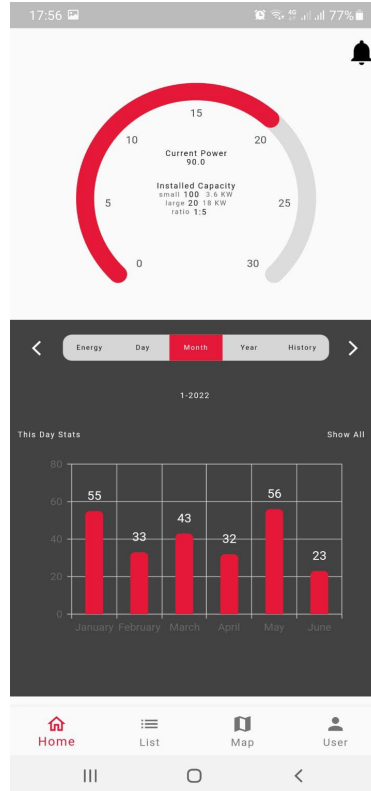 17:56 4G 77%
15
10 20
Current Power
90.0
Installed Capacity
small 100 3.6 KW
5 large 20 18 KW 25
ratio 1:5
0 30
Energy Day Month Year History
1-2022
This Day Stats Show All
80
60
55 56
43
40
33 32
23
20
0
January February March April May June
Home List Map User